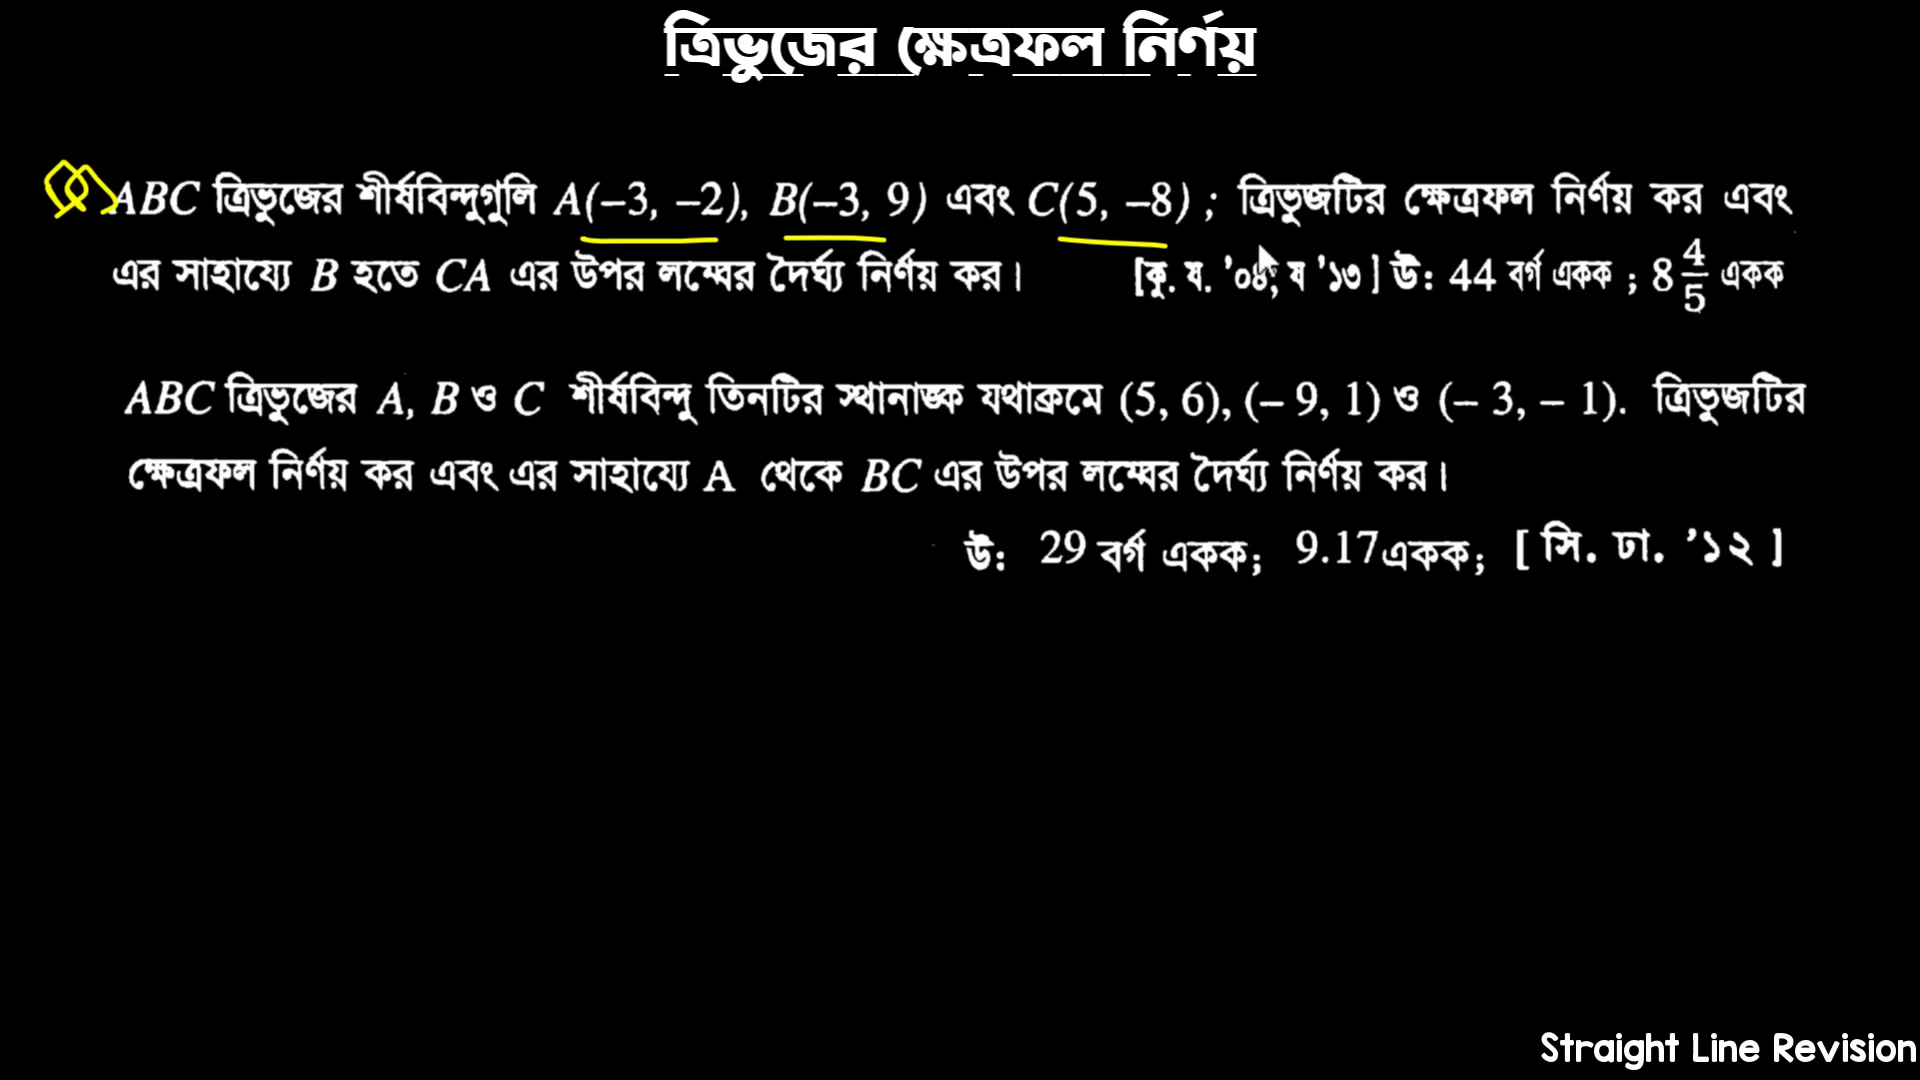 ত্রিভুজের ক্ষেত্রফল নির্ণয়
ABC ত্রিভুজের শীর্ষবিন্দুগুলি A(–3, –2), B(–3, 9) এবং C(5, –8) ; ত্রিভুজটির ক্ষেত্রফল নির্ণয় কর এবং
এর সাহায্যে B হতে CA এর উপর লম্বের দৈর্ঘ্য নির্ণয় কর। [কু. য. '০৪; য '১৩ ] উ: 44 বর্গ একক ; 8 4/5 একক
ABC ত্রিভুজের A, B ও C শীর্ষবিন্দু তিনটির স্থানাঙ্ক যথাক্রমে (5, 6), (– 9, 1) ও (– 3, – 1). ত্রিভুজটির
ক্ষেত্রফল নির্ণয় কর এবং এর সাহায্যে A থেকে BC এর উপর লম্বের দৈর্ঘ্য নির্ণয় কর।
উ: 29 বর্গ একক; 9.17একক; [ সি. ঢা. '১২ ]
Straight Line Revision